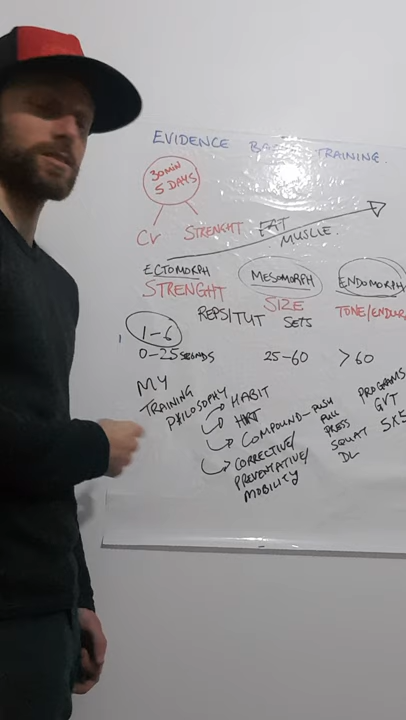 EVIDENCE BA TRAINING.
30MIN
5 DAYS
CV STRENGHT FAT
MUSCLE.
ECTOMORPH MESOMORPH ENDOMORPH
STRENGHT SIZE TONE/ENDUR
REPS/TUT SETS
1-6
0-25 SECONDS 25-60 >60
MY
TRAINING
PHILOSOPHY
HABIT
COMPOUND-PUSH
PULL
PRESS
SQUAT
DL
CORRECTIVE/
PREVENTATIVE/
MOBILITY
PROGRAMS
GVT
5X5